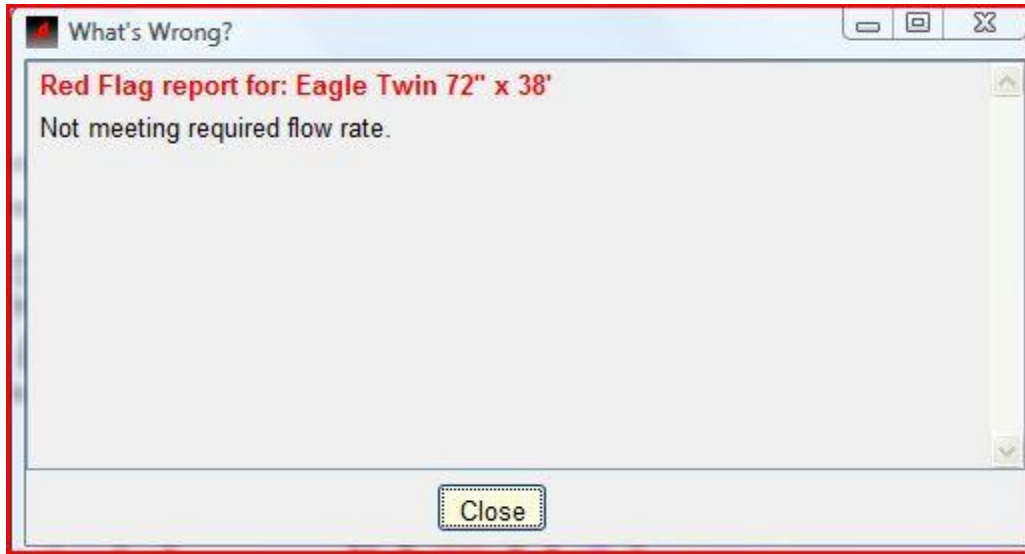 What's Wrong?
Red Flag report for: Eagle Twin 72" x 38'
Not meeting required flow rate.
Close